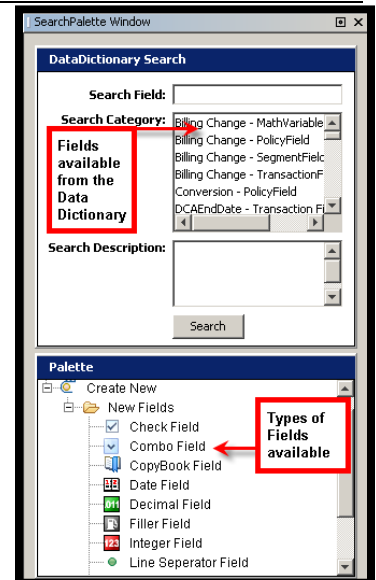 SearchPalette Window
DataDictionary Search
Search Field:
Search Category:
Billing Change - MathVariable
Billing Change - PolicyField
Billing Change - SegmentField
Billing Change - TransactionF
Conversion - PolicyField
DCAEndDate - Transaction Fi
Fields
available
from the
Data
Dictionary
Search Description:
Search
Palette
Create New
New Fields
Check Field
Combo Field
CopyBook Field
Date Field
Decimal Field
Filler Field
Integer Field
Line Seperator Field
Types of
Fields
available